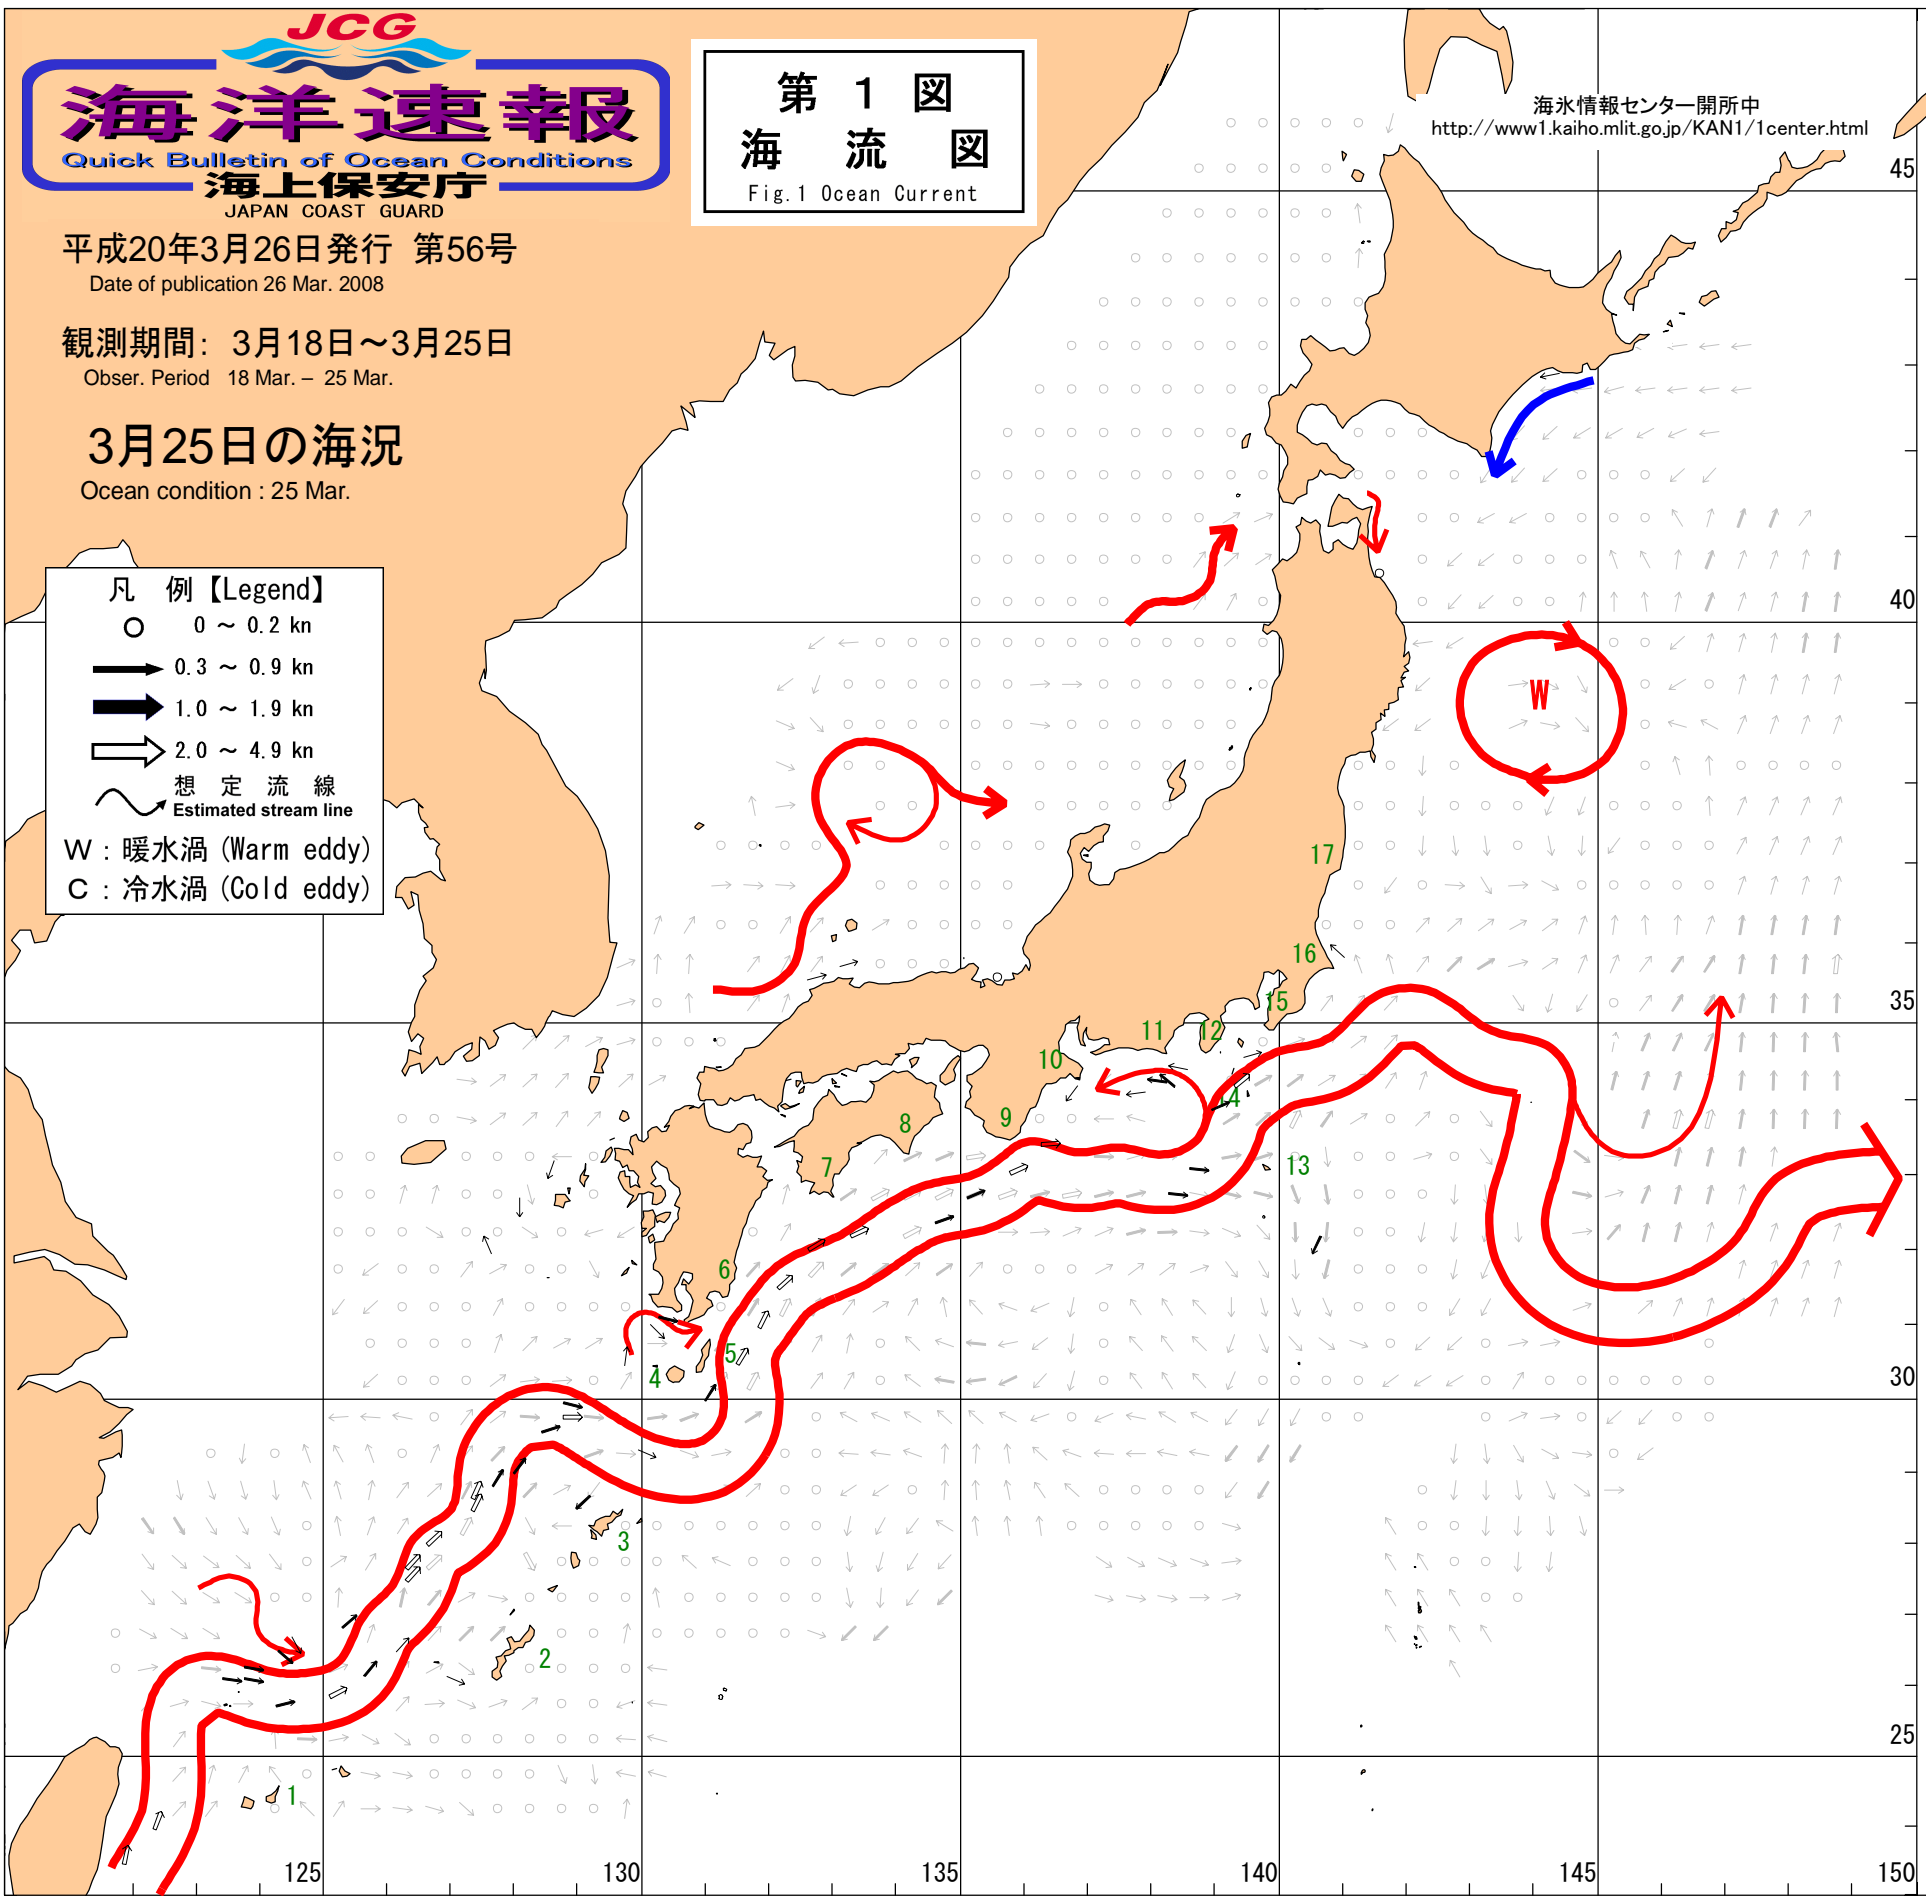 JCG
海洋速報
Quick Bulletin of Ocean Conditions
海上保安庁
JAPAN COAST GUARD
平成20年3月26日発行 第56号
Date of publication 26 Mar. 2008
観測期間: 3月18日～3月25日
Obser. Period 18 Mar. – 25 Mar.
3月25日の海況
Ocean condition : 25 Mar.
第 1 図
海 流 図
Fig.1 Ocean Current
海氷情報センター開所中
http://www1.kaiho.mlit.go.jp/KAN1/1center.html
凡 例【Legend】
0 ～ 0.2 kn
0.3 ～ 0.9 kn
1.0 ～ 1.9 kn
2.0 ～ 4.9 kn
想 定 流 線
Estimated stream line
W : 暖水渦 (Warm eddy)
C : 冷水渦 (Cold eddy)
45
40
W
17
16
35
15
12
11
10
14
9
8
7
13
6
5
4
30
3
2
25
1
125
130
135
140
145
150